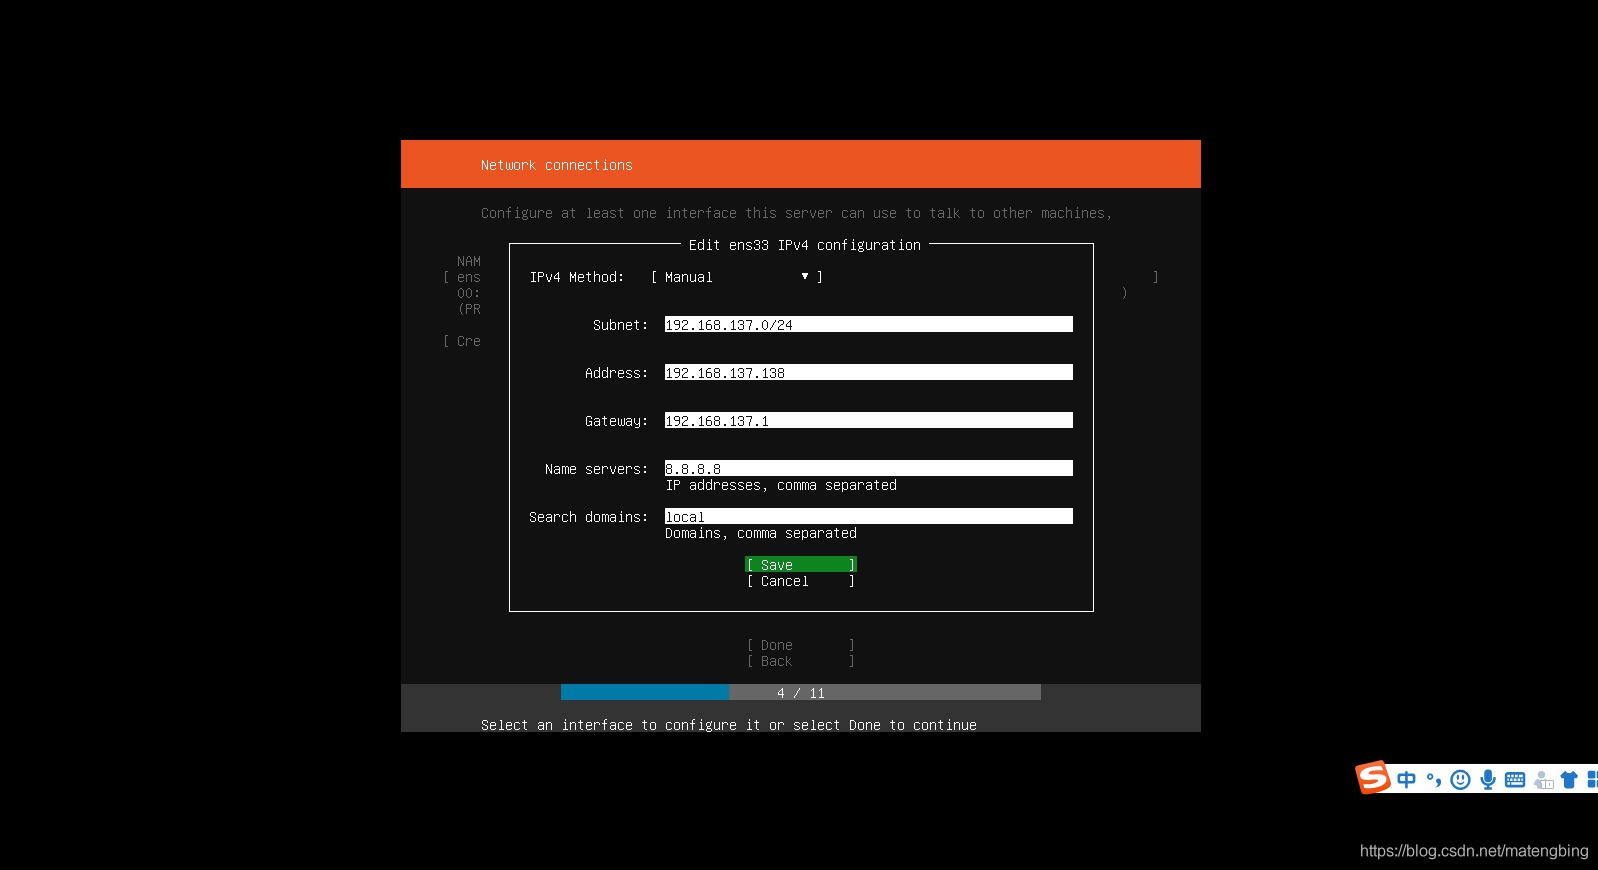 Network connections
Configure at least one interface this server can use to talk to other machines,
Edit ens33 IPv4 configuration
NAM
[ ens ]
00: )
(PR
[ Cre
IPv4 Method: [ Manual ▼ ]
Subnet: 192.168.137.0/24
Address: 192.168.137.138
Gateway: 192.168.137.1
Name servers: 8.8.8.8
IP addresses, comma separated
Search domains: local
Domains, comma separated
[ Save ]
[ Cancel ]
[ Done ]
[ Back ]
4 / 11
Select an interface to configure it or select Done to continue
S 中 °,
https://blog.csdn.net/matengbing